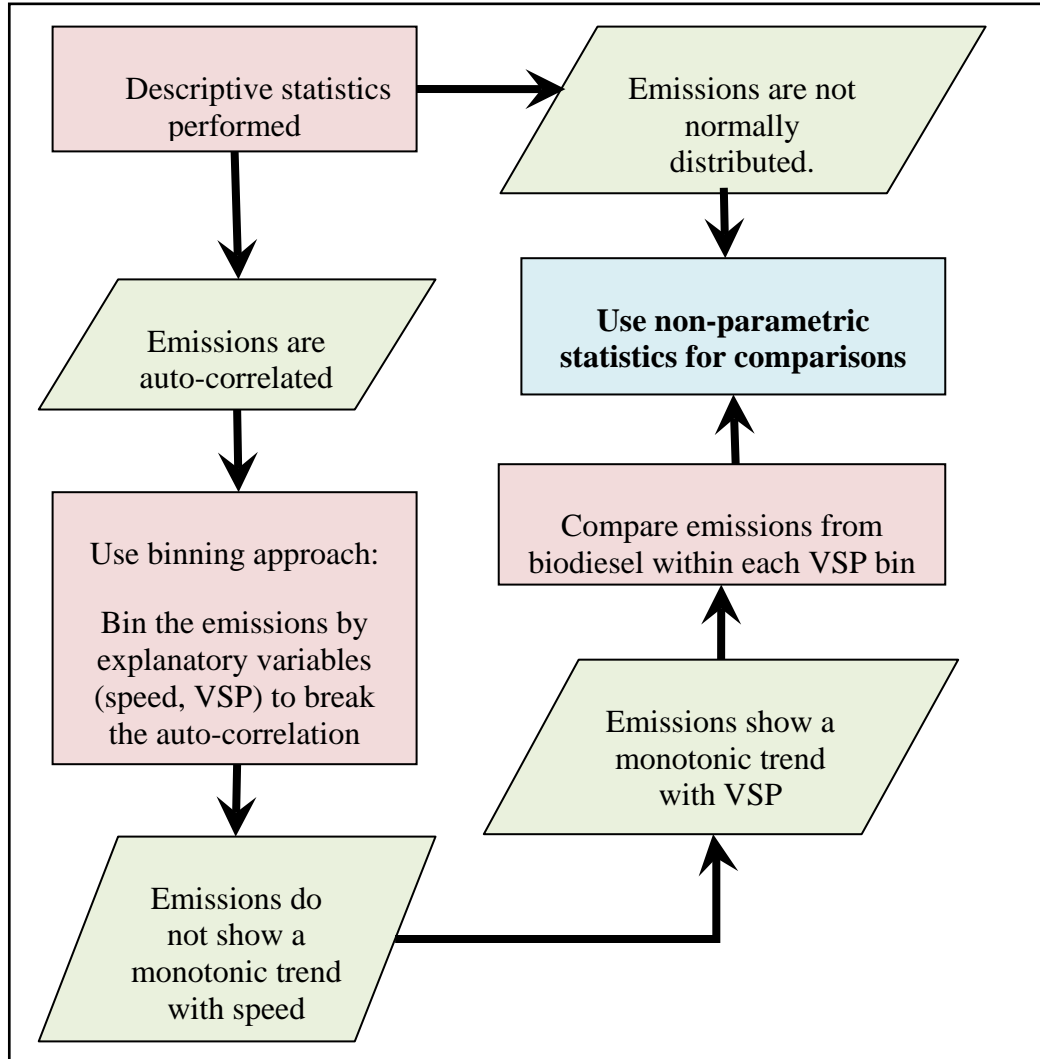 Descriptive statistics
performed
Emissions are not
normally
distributed.
Emissions are
auto-correlated
Use non-parametric
statistics for comparisons
Use binning approach:
Bin the emissions by
explanatory variables
(speed, VSP) to break
the auto-correlation
Compare emissions from
biodiesel within each VSP bin
Emissions show a
monotonic trend
with VSP
Emissions do
not show a
monotonic trend
with speed